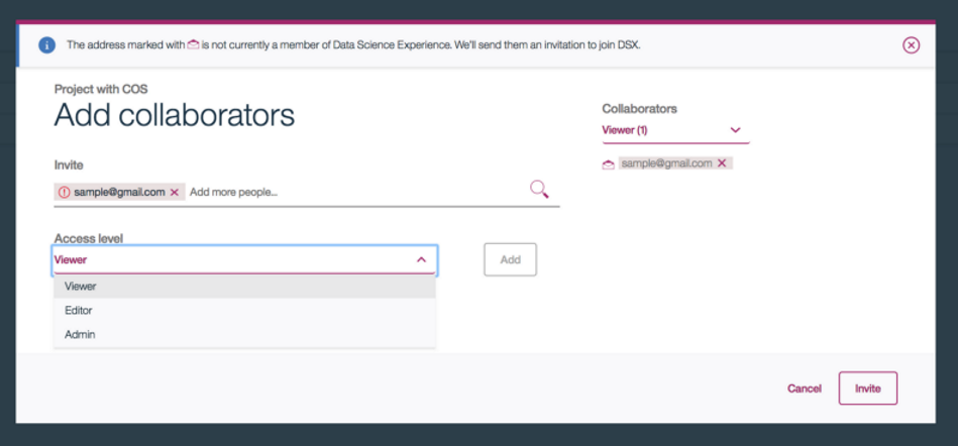 The address marked with is not currently a member of Data Science Experience. We'll send them an invitation to join DSX.
Project with COS
Add collaborators
Invite
sample@gmail.com Add more people...
Access level
Viewer
Add
Viewer
Editor
Admin
Collaborators
Viewer (1)
sample@gmail.com
Cancel
Invite